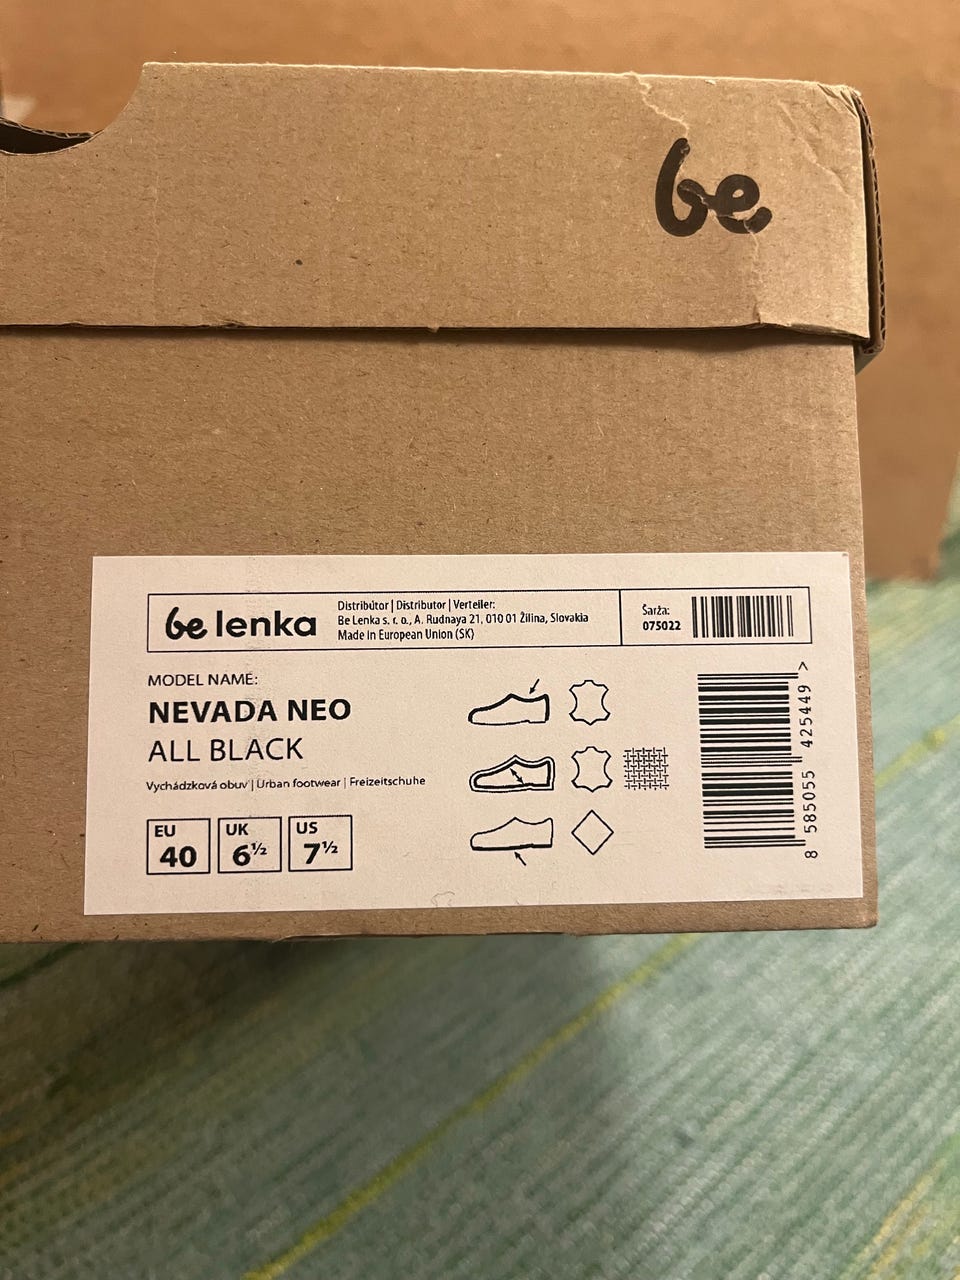 be
be lenka
Distribútor | Distributor | Verteiler:
Be Lenka s. r. o., A. Rudnaya 21, 010 01 Žilina, Slovakia
Made in European Union (SK)
Šarža:
075022
MODEL NAME:
NEVADA NEO
ALL BLACK
Vychádzková obuv | Urban footwear | Freizeitschuhe
EU
40
UK
6½
US
7½
8 585055 425449 >